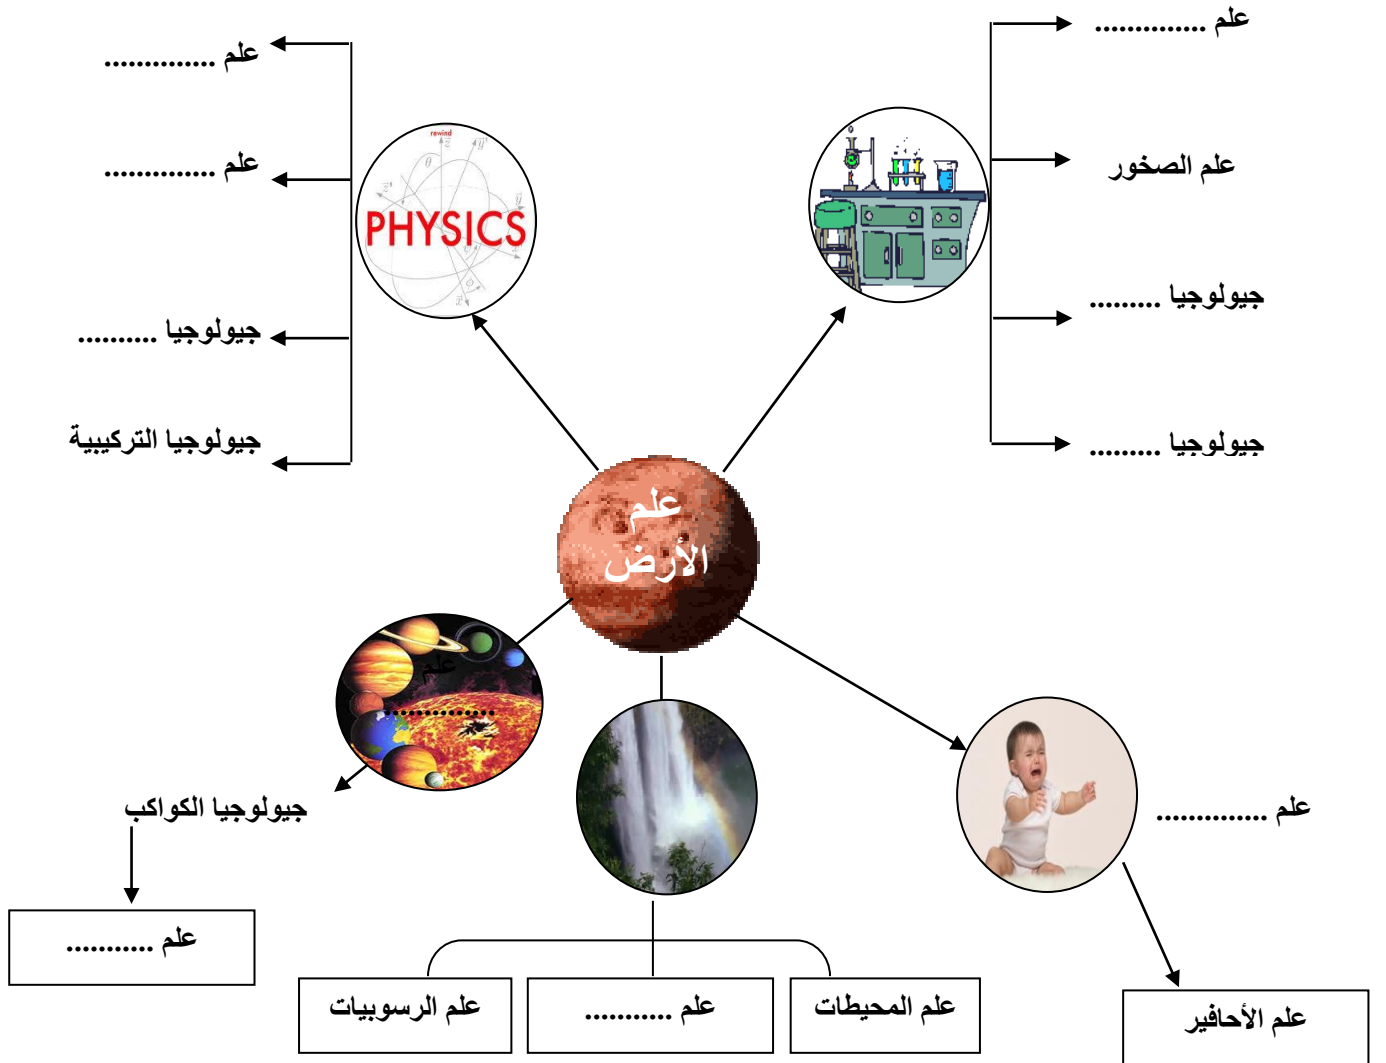 علم ..............
علم الصخور
جيولوجيا .........
جيولوجيا .........
علم ..............
علم ..............
جيولوجيا ..........
جيولوجيا التركيبية
rewind
PHYSICS
علم
الأرض
علم
..............
جيولوجيا الكواكب
علم ...........
علم ..............
علم الأحافير
علم المحيطات
علم ...........
علم الرسوبيات